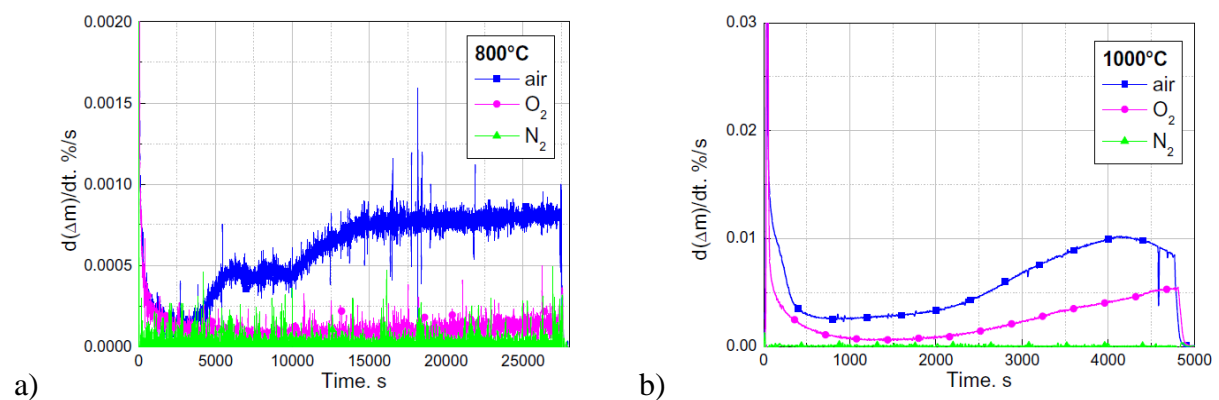 0.0020
0.0015
0.0010
0.0005
0.0000
d(Δm)/dt. %/s
800°C
air
O₂
N₂
0 5000 10000 15000 20000 25000
Time. s
a)
0.03
0.02
0.01
0.00
d(Δm)/dt. %/s
1000°C
air
O₂
N₂
0 1000 2000 3000 4000 5000
Time. s
b)